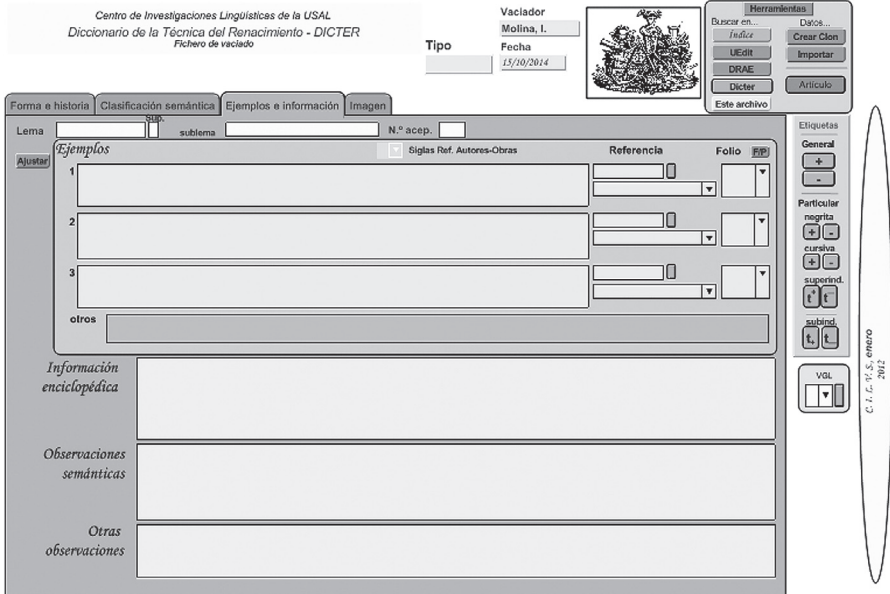 Centro de Investigaciones Lingüísticas de la USAL
Diccionario de la Técnica del Renacimiento - DICTER
Fichero de vaciado
Tipo
Vaciador
Molina, I.
Fecha
15/10/2014
Herramientas
Buscar en...
Datos...
Índice
Crear Clon
UEdit
Importar
DRAE
Dicter
Artículo
Este archivo
Forma e historia
Clasificación semántica
Ejemplos e información
Imagen
Lema
Sup.
sublema
N.º acep.
Ajustar
Ejemplos
Siglas Ref. Autores-Obras
Referencia
Folio
F/P
1
2
3
otros
Información
enciclopédica
Observaciones
semánticas
Otras
observaciones
Etiquetas
General
+
-
Particular
negrita
+ -
cursiva
+ -
superind.
t+ t-
subind.
t+ t-
VGL
C. I. L. V. S, enero
2012